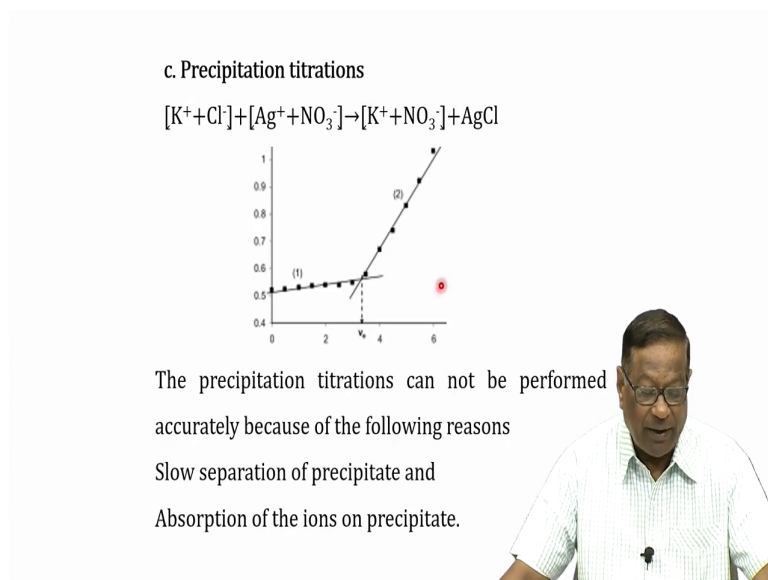 c. Precipitation titrations
[K⁺+Cl⁻]+[Ag⁺+NO₃⁻]→[K⁺+NO₃⁻]+AgCl
1
0.9
(2)
0.8
0.7
0.6
(1)
0.5
0.4
0 2 vₑ 4 6
The precipitation titrations can not be performed
accurately because of the following reasons
Slow separation of precipitate and
Absorption of the ions on precipitate.